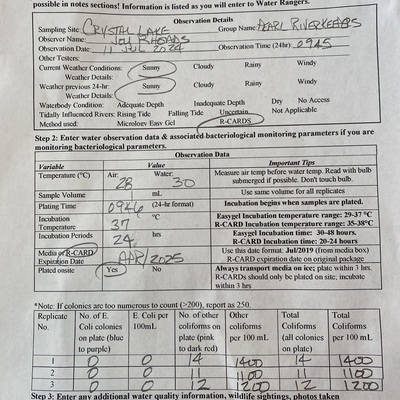 possible in notes sections! Information is listed as you will enter to Water Rangers.
Observation Details
Sampling Site: CRYSTAL LAKE Group Name: PEARL RIVERKEEPERS
Observer Name: RHOADS
Observation Date: 11 JUL 2024 Observation Time (24hr): 0945
Other Testers:
Current Weather Conditions: Sunny Cloudy Rainy Windy
Weather Details:
Weather previous 24-hr: Sunny Cloudy Rainy Windy
Weather Details:
Waterbody Condition: Adequate Depth Inadequate Depth Dry No Access
Tidally Influenced Rivers: Rising Tide Falling Tide Uncertain Not Applicable
Method used: Micrology Easy Gel R-CARDS
Step 2: Enter water observation data & associated bacteriological monitoring parameters if you are
monitoring bacteriological parameters.
Observation Data
Variable Value Important Tips
Temperature (°C) Air: 28 Water: 30 Measure air temp before water temp. Read with bulb submerged if possible. Don't touch bulb.
Sample Volume mL Use same volume for all replicates
Plating Time 0946 (24-hr format) Incubation begins when samples are plated.
Incubation Temperature 37 °C Easygel Incubation temperature range: 29-37 °C
R-CARD Incubation temperature range: 35-38°C
Incubation Periods 24 hrs Easygel Incubation time: 30-48 hours.
R-CARD Incubation time: 20-24 hours
Media or R-CARD Expiration Date APR/2025 Use this date format: Jul/2019 (from media box)
R-CARD expiration date on original package
Plated onsite Yes No Always transport media on ice; plate within 3 hrs.
R-CARDS should only be plated on site; incubate within 3 hrs
*Note: If colonies are too numerous to count (>200), report as 250.
Replicate No. No. of E. Coli colonies on plate (blue to purple) E. Coli per 100mL No. of other coliforms on plate (pink to dark red) Other coliforms per 100 mL Total Coliforms (all colonies on plate) Total Coliforms per 100 mL
1 0 0 14 1400 14 1400
2 0 0 11 1100 11 1100
3 0 0 12 1200 12 1200
Step 3: Enter any additional water quality information, wildlife sightings, photos taken